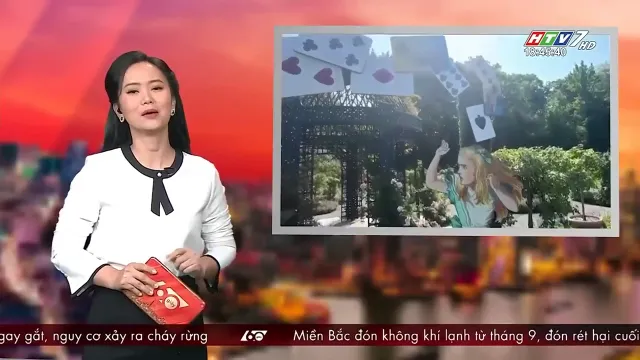 HTV7 HD
18:45:40
gay gắt, nguy cơ xảy ra cháy rừng
60
Miền Bắc đón không khí lạnh từ tháng 9, đón rét hại cuối